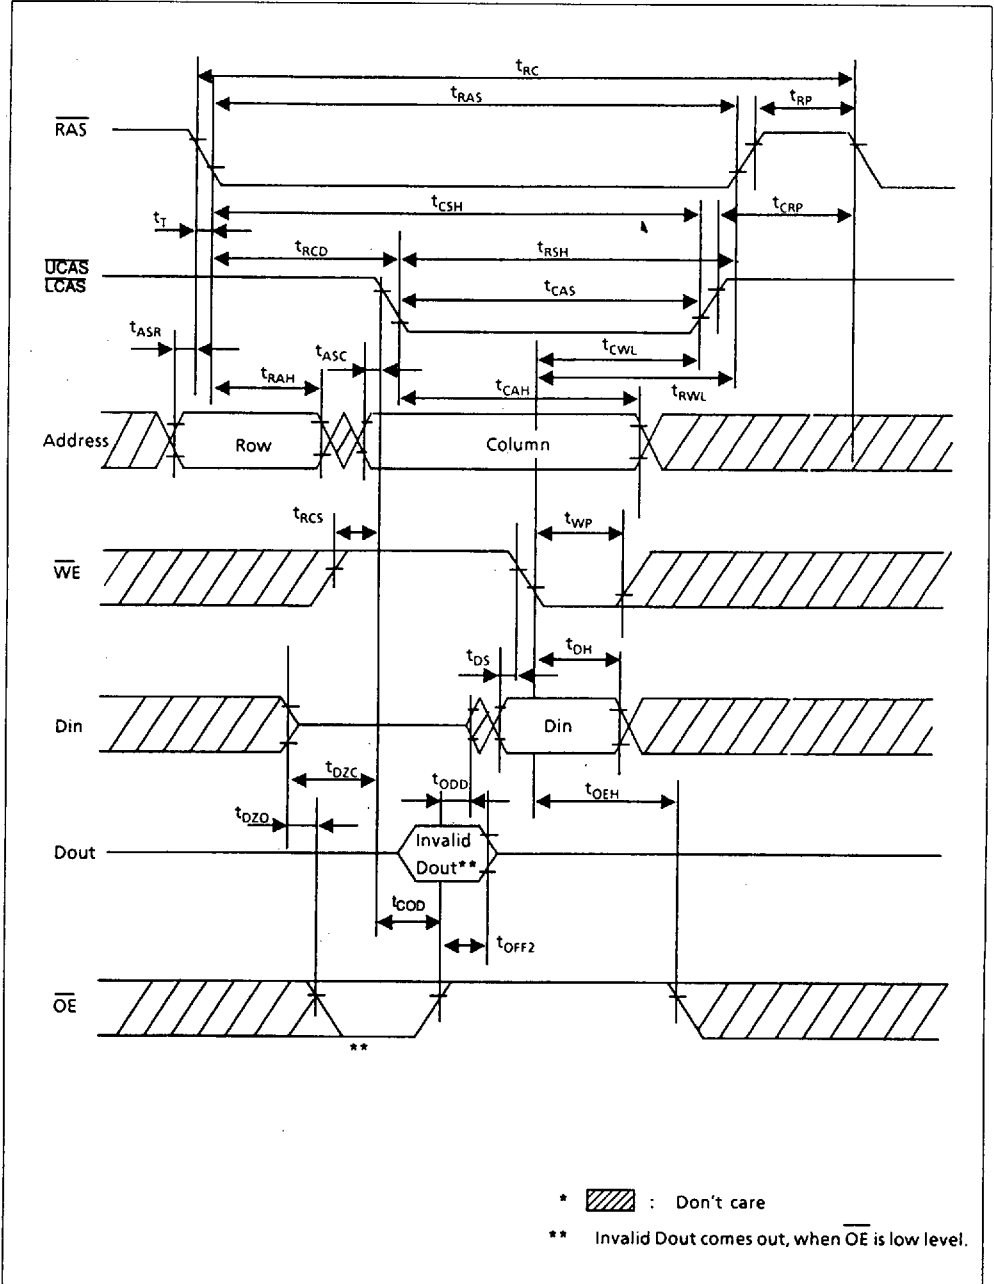 tRC
tRAS
tRP
RAS
tCSH
tCRP
tT
tRCD
tRSH
UCAS
LCAS
tCAS
tASR
tASC
tCWL
tRAH
tCAH
tRWL
Address
Row
Column
tRCS
tWP
WE
tDS
tDH
Din
Din
tDZC
tODD
tOEH
tDZO
Dout
Invalid
Dout**
tCOD
tOFF2
OE
**
* : Don't care
** Invalid Dout comes out, when OE is low level.